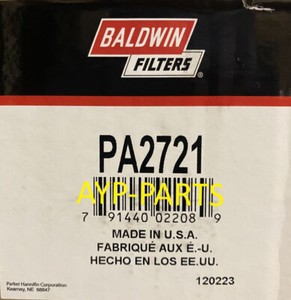 BALDWIN
FILTERS®
PA2721
AYP-PARTS
7 91440 02208 9
MADE IN U.S.A.
FABRIQUÉ AUX É.-U.
HECHO EN LOS EE.UU.
Parker Hannifin Corporation
Kearney, NE 68847
120223